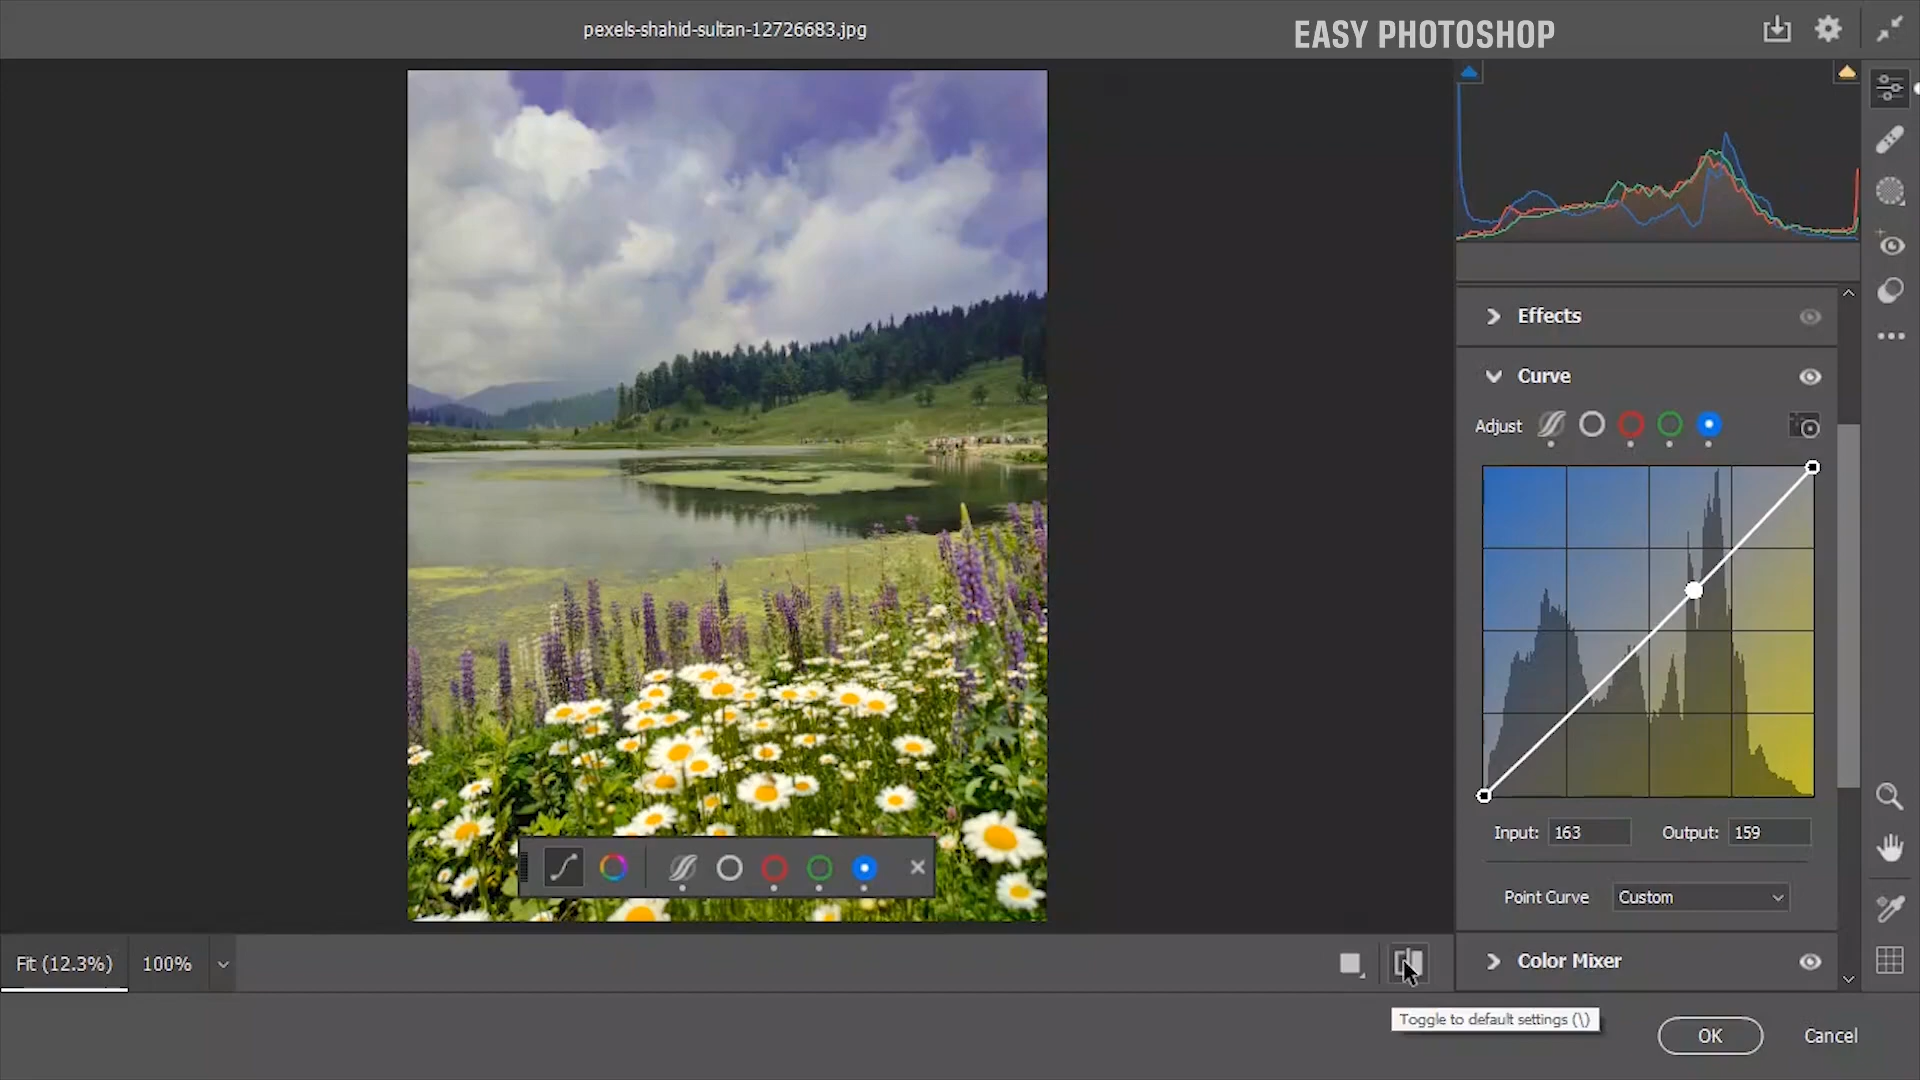 pexels-shahid-sultan-12726683.jpg
EASY PHOTOSHOP
Effects
Curve
Adjust
Input: 163 Output: 159
Point Curve Custom
Color Mixer
Fit (12.3%) 100%
Toggle to default settings (\)
OK Cancel